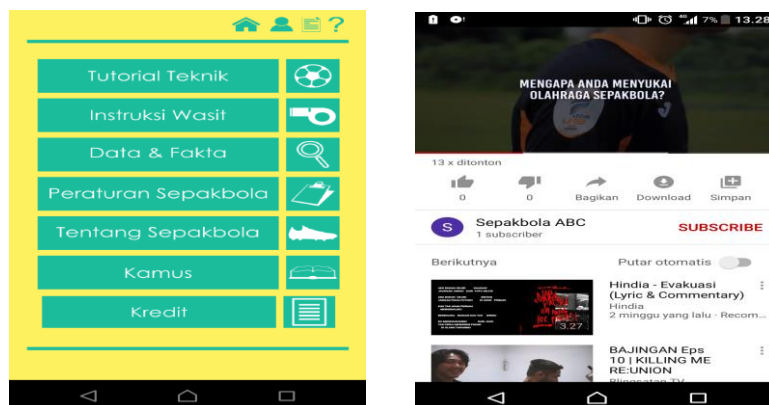 ?
Tutorial Teknik
Instruksi Wasit
Data & Fakta
Peraturan Sepakbola
Tentang Sepakbola
Kamus
Kredit
7% 13.28
MENGAPA ANDA MENYUKAI
OLAHRAGA SEPAKBOLA?
13 x ditonton
0 0 Bagikan Download Simpan
S Sepakbola ABC SUBSCRIBE
1 subscriber
Berikutnya Putar otomatis
Hindia - Evakuasi
(Lyric & Commentary)
Hindia
2 minggu yang lalu · Recom...
3.27
BAJINGAN Eps
10 | KILLING ME
RE:UNION
Blingsatan TV